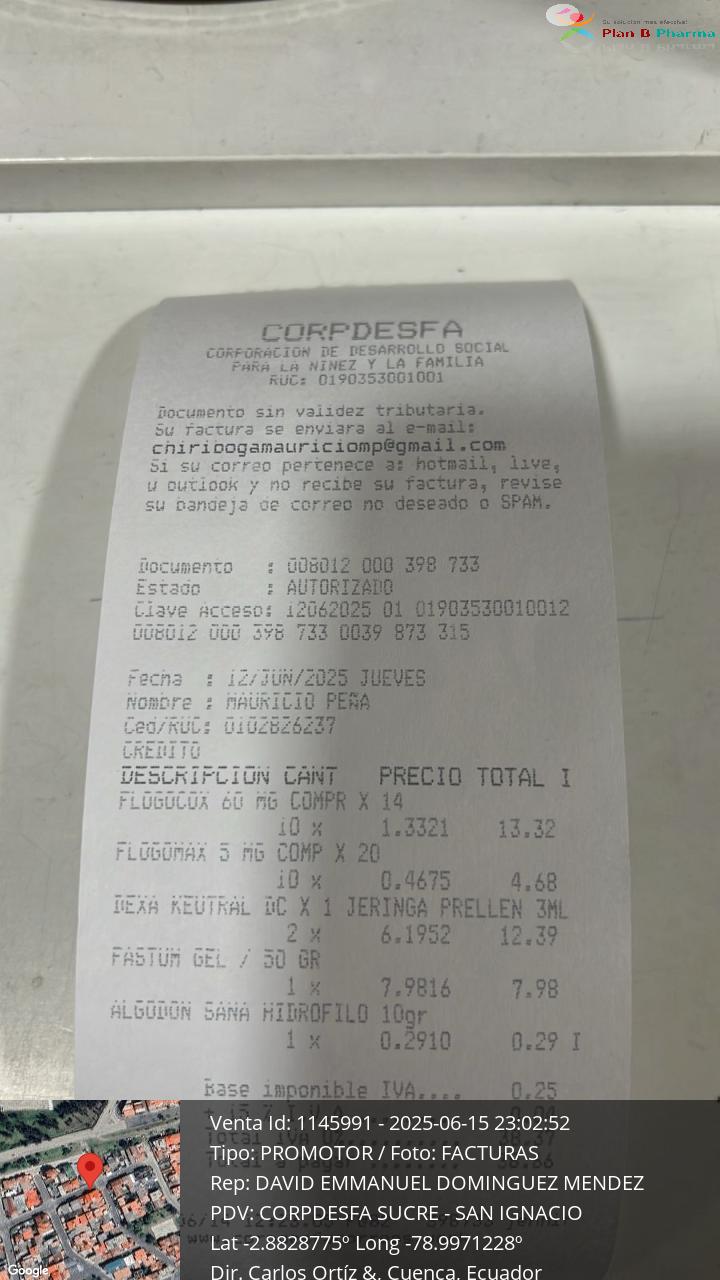 Su solución más efectiva!
Plan B Pharma
CORPDESFA
CORPORACION DE DESARROLLO SOCIAL
PARA LA NINEZ Y LA FAMILIA
RUC: 0190353001001
Documento sin validez tributaria.
Su factura se enviara al e-mail:
chiribogamauriciomp@gmail.com
Si su correo pertenece a: hotmail, live,
u outlook y no recibe su factura, revise
su bandeja de correo no deseado o SPAM.
Documento : 008012 000 398 733
Estado : AUTORIZADO
Clave Acceso: 12062025 01 01903530010012
008012 000 398 733 0039 873 315
Fecha : 12/JUN/2025 JUEVES
Nombre : MAURICIO PEÑA
Ced/RUC: 0102826237
CREDITO
DESCRIPCION CANT PRECIO TOTAL I
FLOGOCOX 60 MG COMPR X 14
10 x 1.3321 13.32
FLOGOMAX 5 MG COMP X 20
10 x 0.4675 4.68
DEXA KEUTRAL DC X 1 JERINGA PRELLEN 3ML
2 x 6.1952 12.39
FASTUM GEL / 50 GR
1 x 7.9816 7.98
ALGODON SANA HIDROFILO 10gr
1 x 0.2910 0.29 I
Base imponible IVA.... 0.25
Total IVA 0%
Total a pagar
Venta Id: 1145991 - 2025-06-15 23:02:52
Tipo: PROMOTOR / Foto: FACTURAS
Rep: DAVID EMMANUEL DOMINGUEZ MENDEZ
PDV: CORPDESFA SUCRE - SAN IGNACIO
Lat -2.8828775º Long -78.9971228º
Dir. Carlos Ortíz &, Cuenca, Ecuador
Google